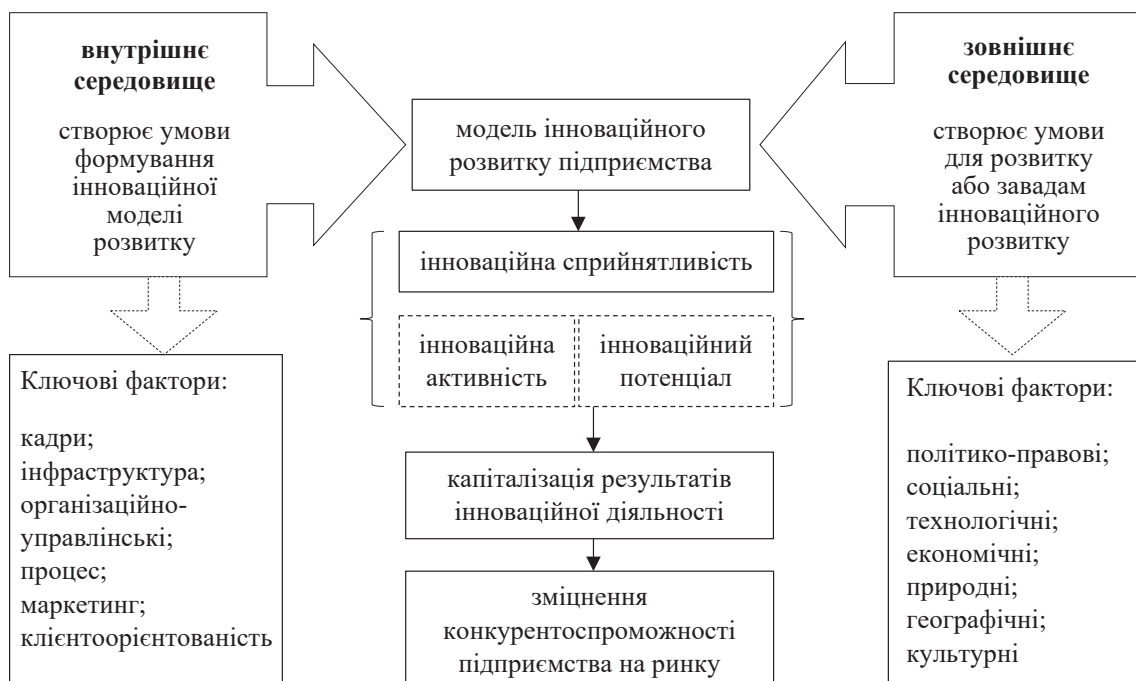 внутрішнє
середовище
створює умови
формування
інноваційної
моделі
розвитку
Ключові фактори:
кадри;
інфраструктура;
організаційно-
управлінські;
процес;
маркетинг;
клієнтоорієнтованість
модель інноваційного
розвитку підприємства
інноваційна сприйнятливість
інноваційна
активність
інноваційний
потенціал
капіталізація результатів
інноваційної діяльності
зміцнення
конкурентоспроможності
підприємства на ринку
зовнішнє
середовище
створює умови
для розвитку
або завадам
інноваційного
розвитку
Ключові фактори:
політико-правові;
соціальні;
технологічні;
економічні;
природні;
географічні;
культурні